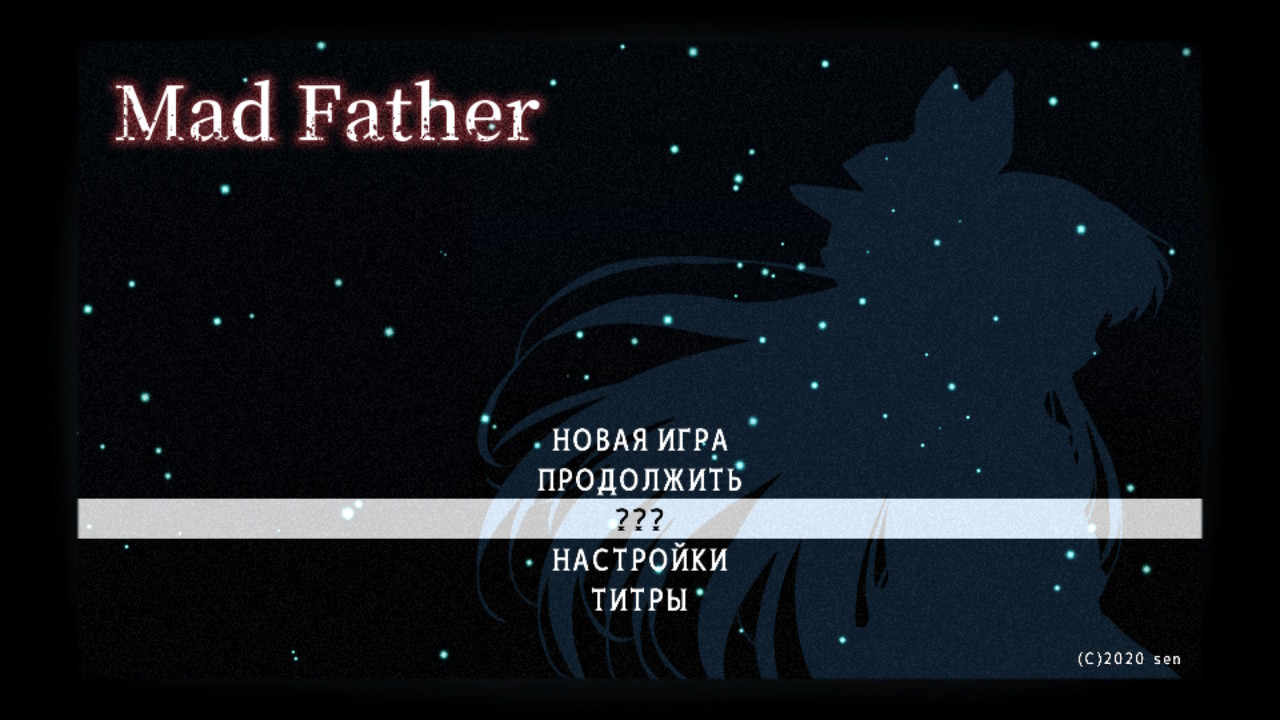 Mad Father
НОВАЯ ИГРА
ПРОДОЛЖИТЬ
???
НАСТРОЙКИ
ТИТРЫ
(C)2020 sen